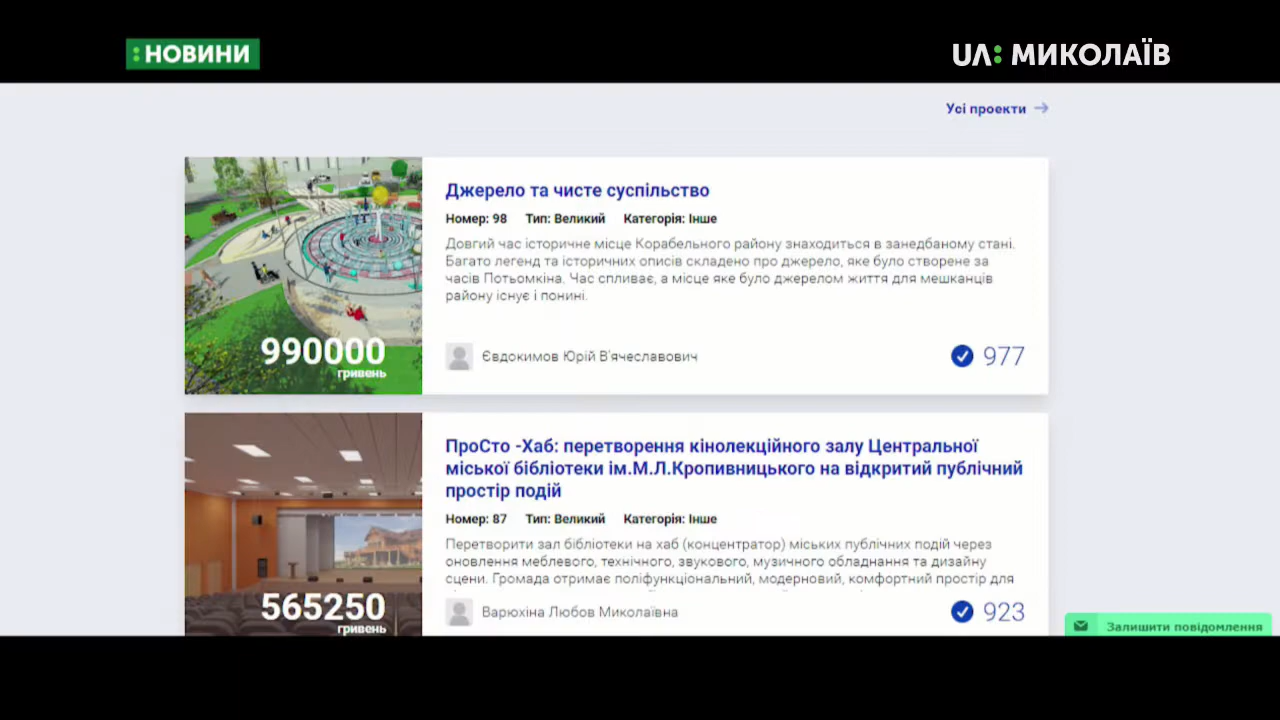 :НОВИНИ
UA: МИКОЛАЇВ
Усі проекти →
Джерело та чисте суспільство
Номер: 98 Тип: Великий Категорія: Інше
Довгий час історичне місце Корабельного району знаходиться в занедбаному стані.
Багато легенд та історичних описів складено про джерело, яке було створене за
часів Потьомкіна. Час спливає, а місце яке було джерелом життя для мешканців
району існує і понині.
990000
гривень
Євдокимов Юрій В'ячеславович
977
ПроСто -Хаб: перетворення кінолекційного залу Центральної
міської бібліотеки ім.М.Л.Кропивницького на відкритий публічний
простір подій
Номер: 87 Тип: Великий Категорія: Інше
Перетворити зал бібліотеки на хаб (концентратор) міських публічних подій через
оновлення меблевого, технічного, звукового, музичного обладнання та дизайну
сцени. Громада отримає поліфункціональний, модерновий, комфортний простір для
565250
гривень
Варюхіна Любов Миколаївна
923
Залишити повідомлення